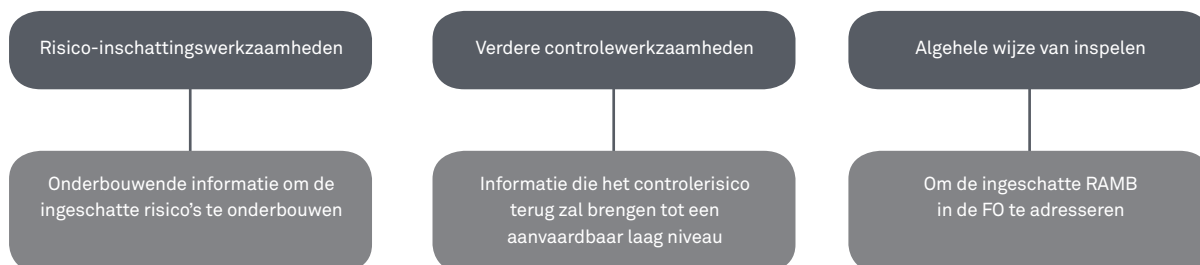 Risico-inschattingswerkzaamheden
Verdere controlewerkzaamheden
Algehele wijze van inspelen
Onderbouwende informatie om de
ingeschatte risico's te onderbouwen
Informatie die het controlerisico
terug zal brengen tot een
aanvaardbaar laag niveau
Om de ingeschatte RAMB
in de FO te adresseren